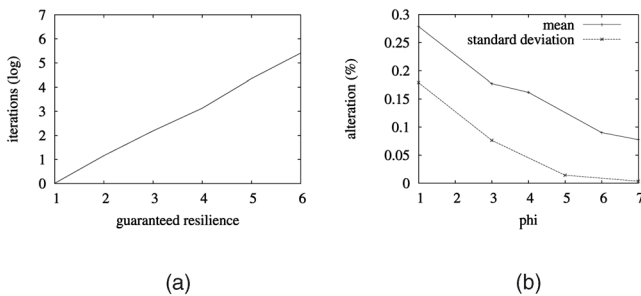 7
6
5
4
3
2
1
0
iterations (log)
1 2 3 4 5 6
guaranteed resilience
(a)
0.3
0.25
0.2
0.15
0.1
0.05
0
alteration (%)
mean
standard deviation
1 2 3 4 5 6 7
phi
(b)